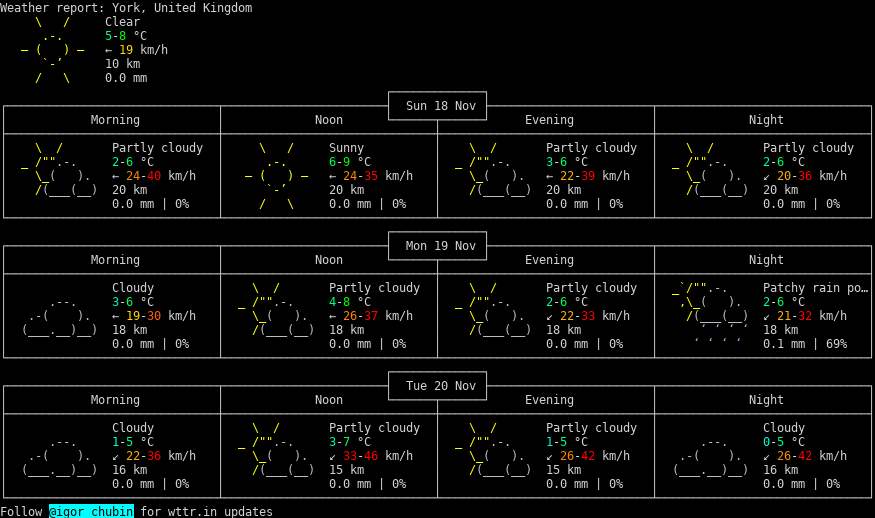 Weather report: York, United Kingdom
Clear
5-8 °C
← 19 km/h
10 km
0.0 mm
Sun 18 Nov
Morning Noon Evening Night
Partly cloudy Sunny Partly cloudy Partly cloudy
2-6 °C 6-9 °C 3-6 °C 2-6 °C
← 24-40 km/h ← 24-35 km/h ← 22-39 km/h ↙ 20-36 km/h
20 km 20 km 20 km 20 km
0.0 mm | 0% 0.0 mm | 0% 0.0 mm | 0% 0.0 mm | 0%
Mon 19 Nov
Morning Noon Evening Night
Cloudy Partly cloudy Partly cloudy Patchy rain po…
3-6 °C 4-8 °C 2-6 °C 2-6 °C
← 19-30 km/h ← 26-37 km/h ↙ 22-33 km/h ↙ 21-32 km/h
18 km 18 km 18 km 18 km
0.0 mm | 0% 0.0 mm | 0% 0.0 mm | 0% 0.1 mm | 69%
Tue 20 Nov
Morning Noon Evening Night
Cloudy Partly cloudy Partly cloudy Cloudy
1-5 °C 3-7 °C 1-5 °C 0-5 °C
↙ 22-36 km/h ↙ 33-46 km/h ↙ 26-42 km/h ↙ 26-42 km/h
16 km 15 km 15 km 16 km
0.0 mm | 0% 0.0 mm | 0% 0.0 mm | 0% 0.0 mm | 0%
Follow @igor_chubin for wttr.in updates